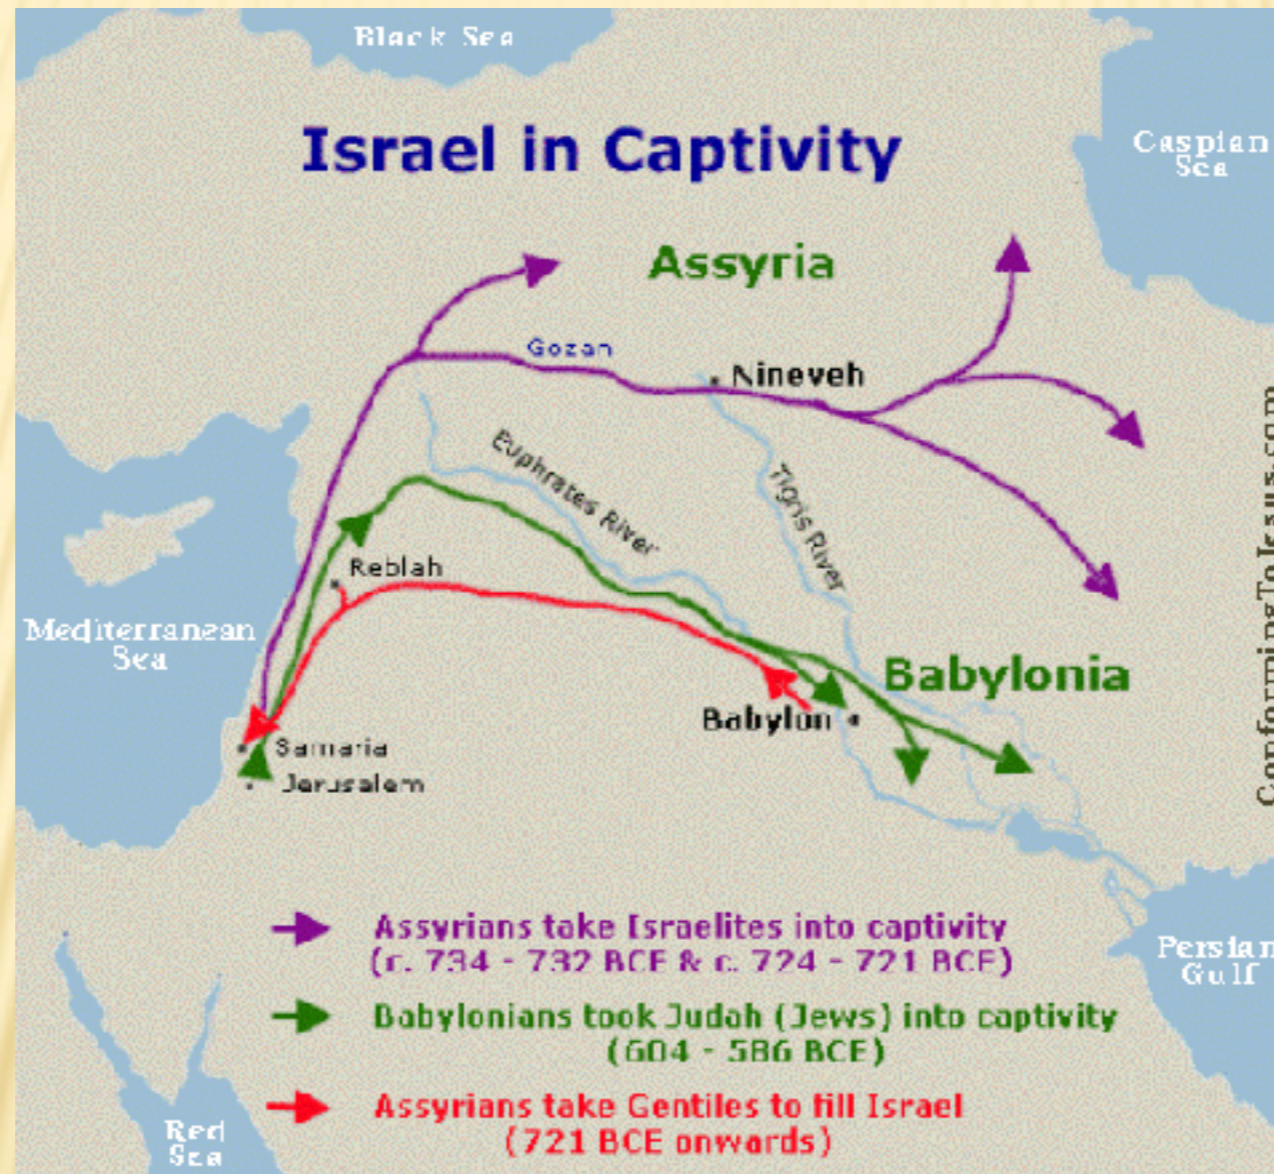 Black Sea
Israel in Captivity
Caspian
Sea
Assyria
Gozan
Nineveh
Euphrates River
Tigris River
Reblah
Mediterranean
Sea
Babylonia
Babylon
Samaria
Jerusalem
ConformingToJesus.com
Assyrians take Israelites into captivity
(c. 734 - 732 BCE & c. 724 - 721 BCE)
Persian
Gulf
Babylonians took Judah (Jews) into captivity
(604 - 586 BCE)
Assyrians take Gentiles to fill Israel
(721 BCE onwards)
Red
Sea